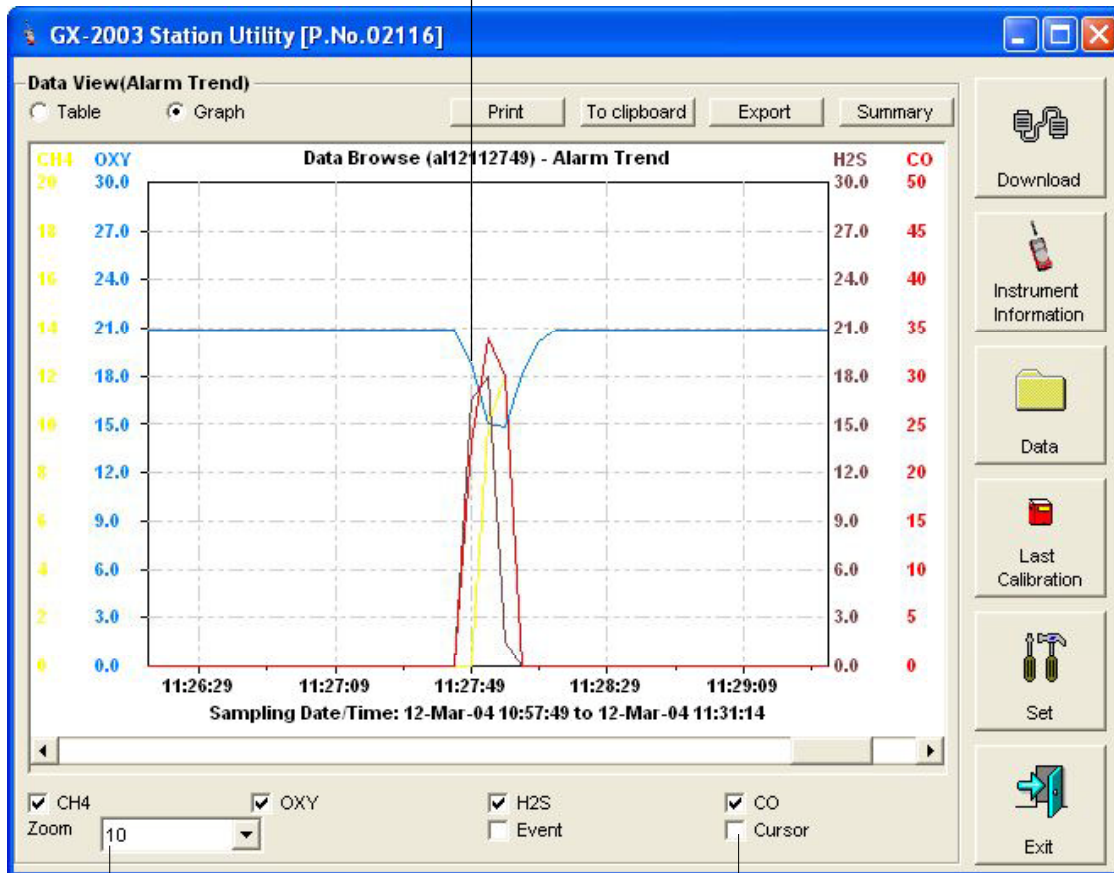 GX-2003 Station Utility [P.No.02116]
Data View(Alarm Trend)
Table Graph Print To clipboard Export Summary
Data Browse (al12112749) - Alarm Trend
CH4 OXY H2S CO
20 30.0 30.0 50
18 27.0 27.0 45
16 24.0 24.0 40
14 21.0 21.0 35
12 18.0 18.0 30
10 15.0 15.0 25
8 12.0 12.0 20
6 9.0 9.0 15
4 6.0 6.0 10
2 3.0 3.0 5
0 0.0 0.0 0
11:26:29 11:27:09 11:27:49 11:28:29 11:29:09
Sampling Date/Time: 12-Mar-04 10:57:49 to 12-Mar-04 11:31:14
CH4 OXY H2S CO
Zoom 10 Event Cursor
Download
Instrument
Information
Data
Last
Calibration
Set
Exit